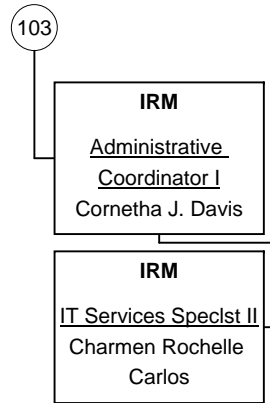 103
IRM
Administrative
Coordinator I
Cornetha J. Davis
IRM
IT Services Speclst II
Charmen Rochelle
Carlos